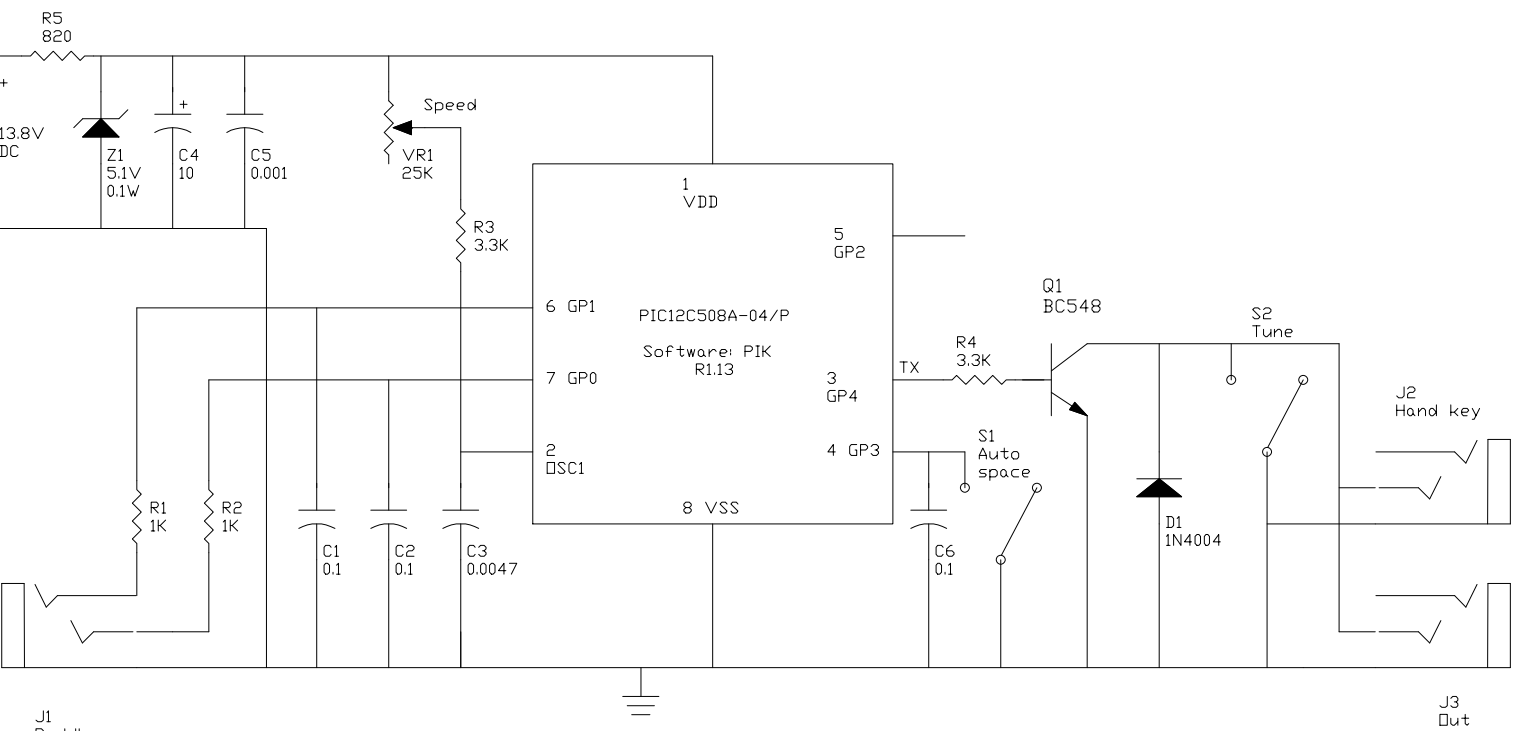 R5
820
+
13.8V
DC
Z1
5.1V
0.1W
+
C4
10
C5
0.001
Speed
VR1
25K
R3
3.3K
1
VDD
5
GP2
6 GP1
PIC12C508A-04/P
Software: PIK
R1.13
7 GP0
3
GP4
TX
2
OSC1
4 GP3
8 VSS
R4
3.3K
Q1
BC548
S2
Tune
J2
Hand key
S1
Auto
space
R1
1K
R2
1K
C1
0.1
C2
0.1
C3
0.0047
C6
0.1
D1
1N4004
J1
J3
Out